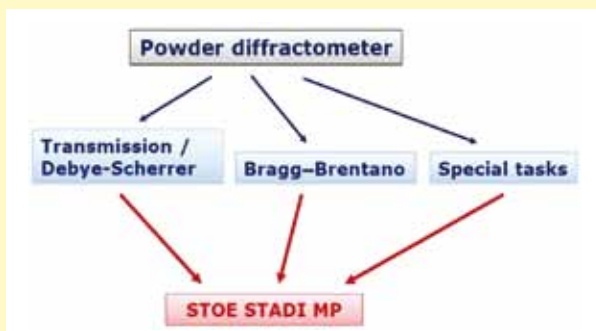 Powder diffractometer
Transmission /
Debye-Scherrer
Bragg–Brentano
Special tasks
STOE STADI MP